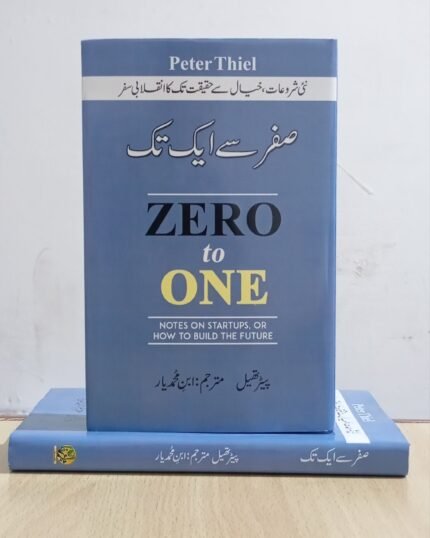 Peter Thiel
نئی شروعات، خیال سے حقیقت تک کا انقلابی سفر
صفر سے ایک تک
ZERO
to
ONE
NOTES ON STARTUPS, OR
HOW TO BUILD THE FUTURE
پیٹر تھیل    مترجم: ابنِ محمد یار
Peter Thiel
صفر سے ایک تک    پیٹر تھیل    مترجم: ابنِ محمد یار